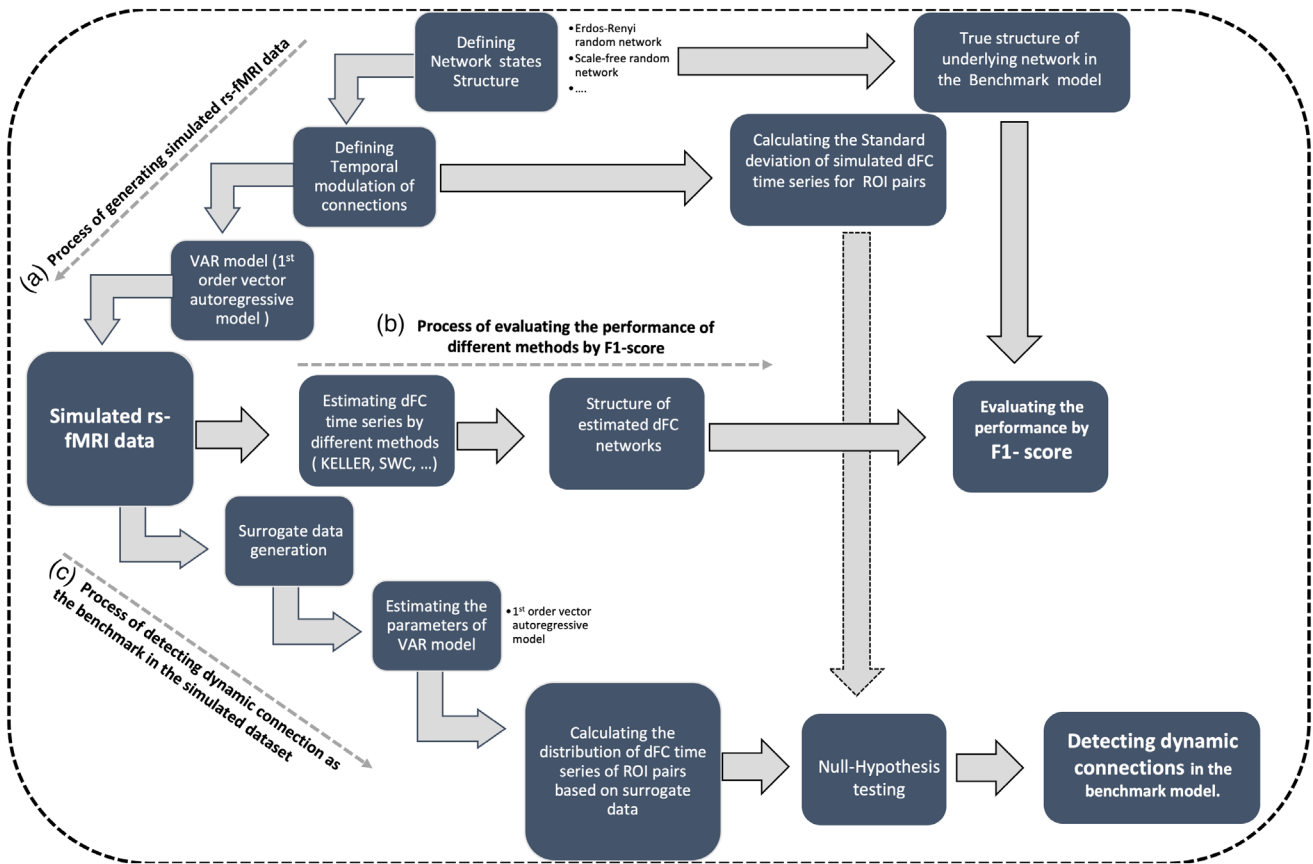 Defining
Network states
Structure
•Erdos-Renyi
random network
•Scale-free random
network
•....
True structure of
underlying network in
the Benchmark model
Defining
Temporal
modulation of
connections
Calculating the Standard
deviation of simulated dFC
time series for ROI pairs
(a) Process of generating simulated rs-fMRI data
VAR model (1st
order vector
autoregressive
model )
(b) Process of evaluating the performance of
different methods by F1-score
Simulated rs-
fMRI data
Estimating dFC
time series by
different methods
( KELLER, SWC, ...)
Structure of
estimated dFC
networks
Evaluating the
performance by
F1- score
Surrogate data
generation
(c) Process of detecting dynamic connection as
the benchmark in the simulated dataset
Estimating the
parameters of
VAR model
•1st order vector
autoregressive
model
Calculating the
distribution of dFC time
series of ROI pairs
based on surrogate
data
Null-Hypothesis
testing
Detecting dynamic
connections in the
benchmark model.